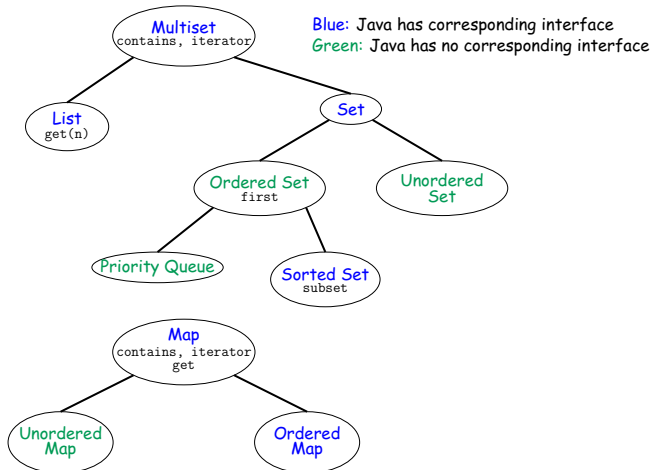 Multiset
contains, iterator
Blue: Java has corresponding interface
Green: Java has no corresponding interface
List
get(n)
Set
Ordered Set
first
Unordered
Set
Priority Queue
Sorted Set
subset
Map
contains, iterator
get
Unordered
Map
Ordered
Map